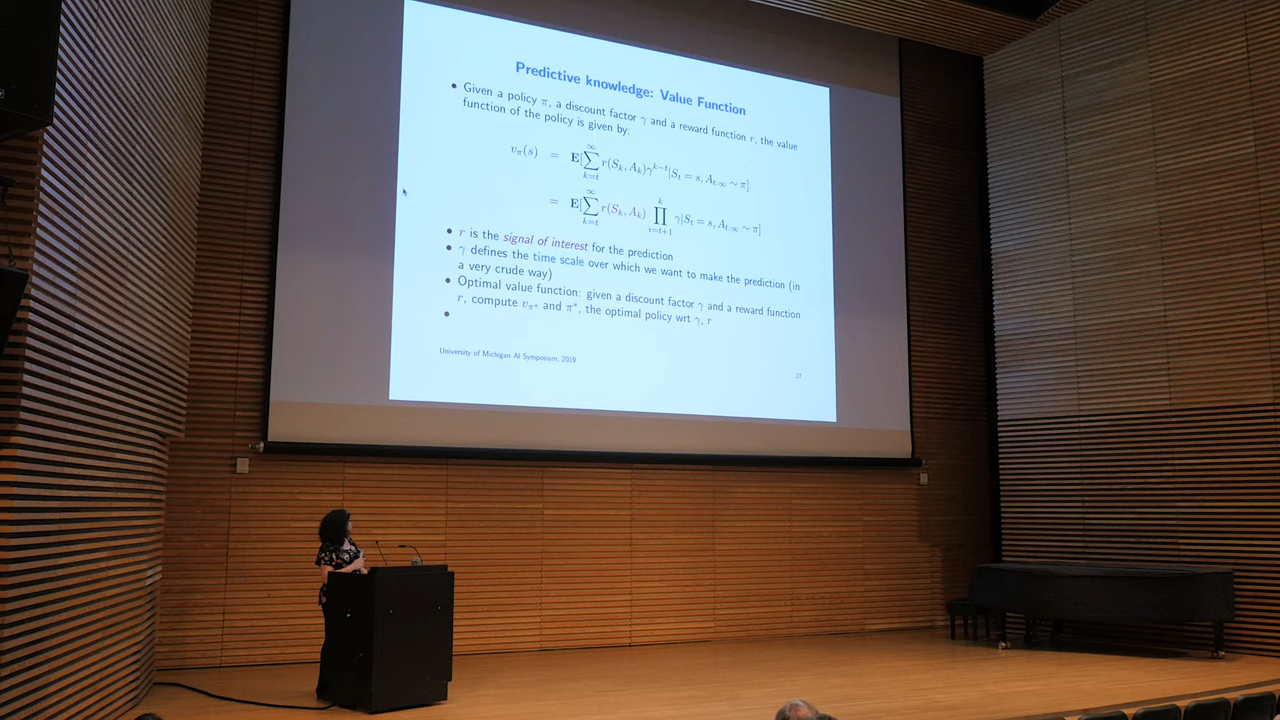 Predictive knowledge: Value Function
• Given a policy π, a discount factor γ and a reward function r, the value
function of the policy is given by:
v_π(s) = E[∑_{k=t}^{∞} r(S_k, A_k)γ^{k−t}|S_t = s, A_{t:∞} ∼ π]
= E[∑_{k=t}^{∞} r(S_k, A_k) ∏_{i=t+1}^{k} γ|S_t = s, A_{t:∞} ∼ π]
• r is the signal of interest for the prediction
• γ defines the time scale over which we want to make the prediction (in
a very crude way)
• Optimal value function: given a discount factor γ and a reward function
r, compute v_{π*} and π*, the optimal policy wrt γ, r
•
University of Michigan AI Symposium, 2019
27